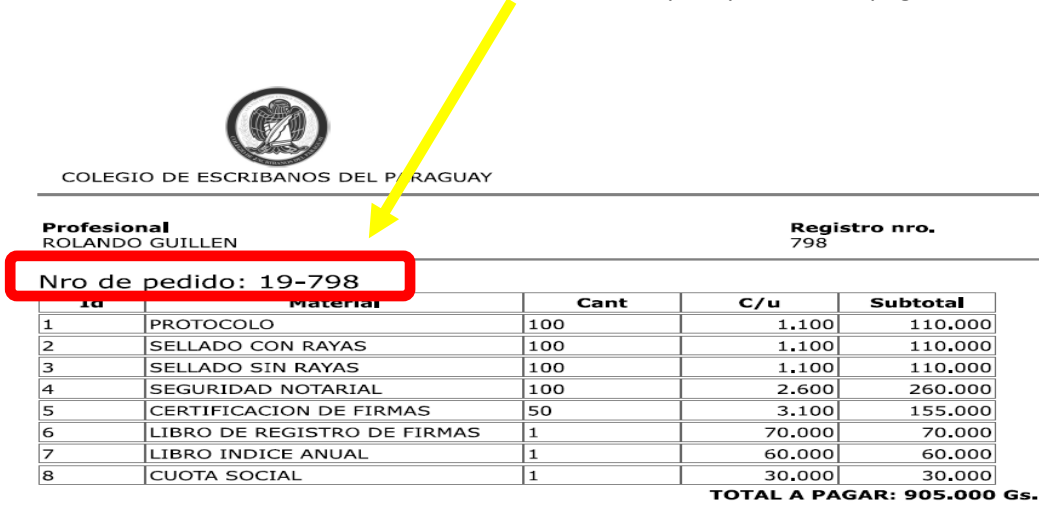 COLEGIO DE ESCRIBANOS DEL PARAGUAY
Profesional Registro nro.
ROLANDO GUILLEN 798
Nro de pedido: 19-798
Id Material Cant C/u Subtotal
1 PROTOCOLO 100 1.100 110.000
2 SELLADO CON RAYAS 100 1.100 110.000
3 SELLADO SIN RAYAS 100 1.100 110.000
4 SEGURIDAD NOTARIAL 100 2.600 260.000
5 CERTIFICACION DE FIRMAS 50 3.100 155.000
6 LIBRO DE REGISTRO DE FIRMAS 1 70.000 70.000
7 LIBRO INDICE ANUAL 1 60.000 60.000
8 CUOTA SOCIAL 1 30.000 30.000
TOTAL A PAGAR: 905.000 Gs.